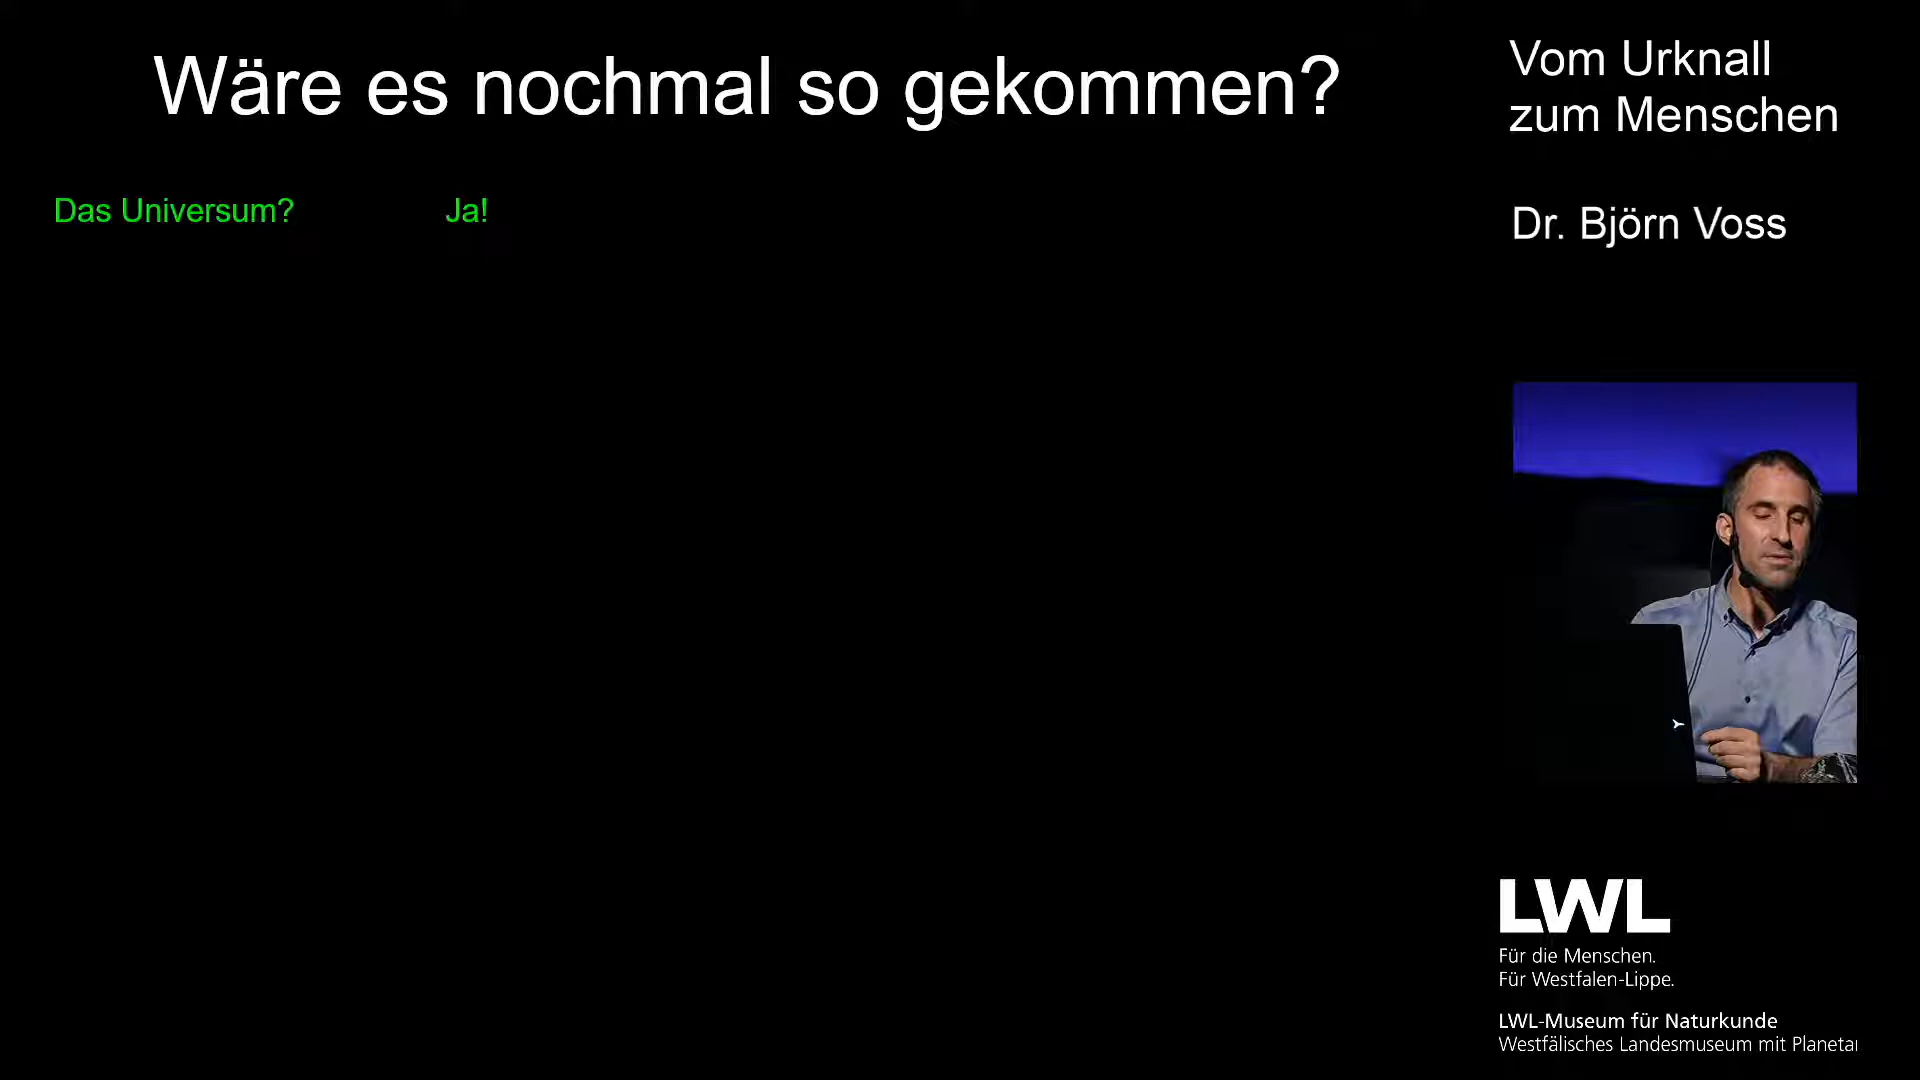 Wäre es nochmal so gekommen?
Das Universum? Ja!
Vom Urknall
zum Menschen
Dr. Björn Voss
LWL
Für die Menschen.
Für Westfalen-Lippe.
LWL-Museum für Naturkunde
Westfälisches Landesmuseum mit